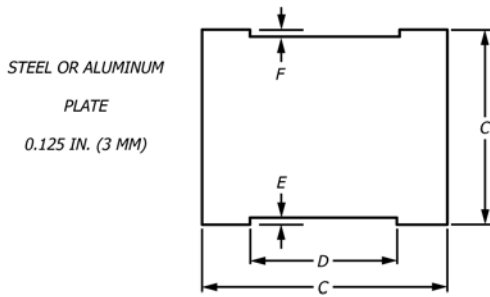 STEEL OR ALUMINUM
PLATE
0.125 IN. (3 MM)
F
C
E
D
C